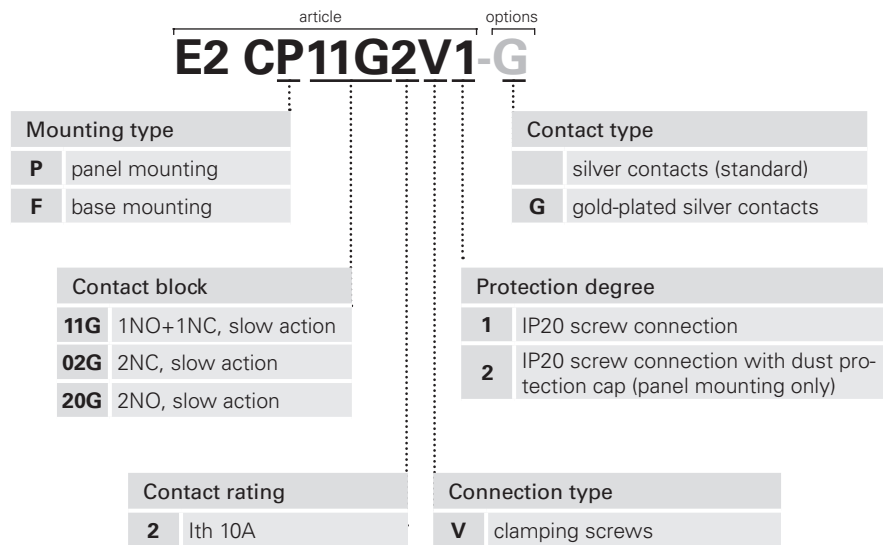 article options
E2 CP11G2V1-G
Mounting type
P panel mounting
F base mounting
Contact type
silver contacts (standard)
G gold-plated silver contacts
Contact block
11G 1NO+1NC, slow action
02G 2NC, slow action
20G 2NO, slow action
Protection degree
1 IP20 screw connection
2 IP20 screw connection with dust pro-
tection cap (panel mounting only)
Contact rating
2 Ith 10A
Connection type
V clamping screws